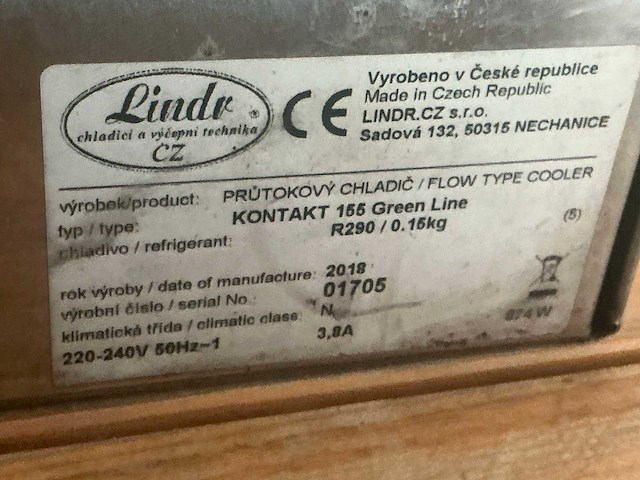 Lindr ®
chladicí a výčepní technika
CZ
CE
Vyrobeno v České republice
Made in Czech Republic
LINDR.CZ s.r.o.
Sadová 132, 50315 NECHANICE
výrobek/product: PRŮTOKOVÝ CHLADIČ / FLOW TYPE COOLER
typ / type: KONTAKT 155 Green Line
chladivo / refrigerant: R290 / 0.15kg (5)
rok výroby / date of manufacture: 2018
výrobní číslo / serial No.: 01705
klimatická třída / climatic class: N
220-240V 50Hz~1 3,8A 874 W